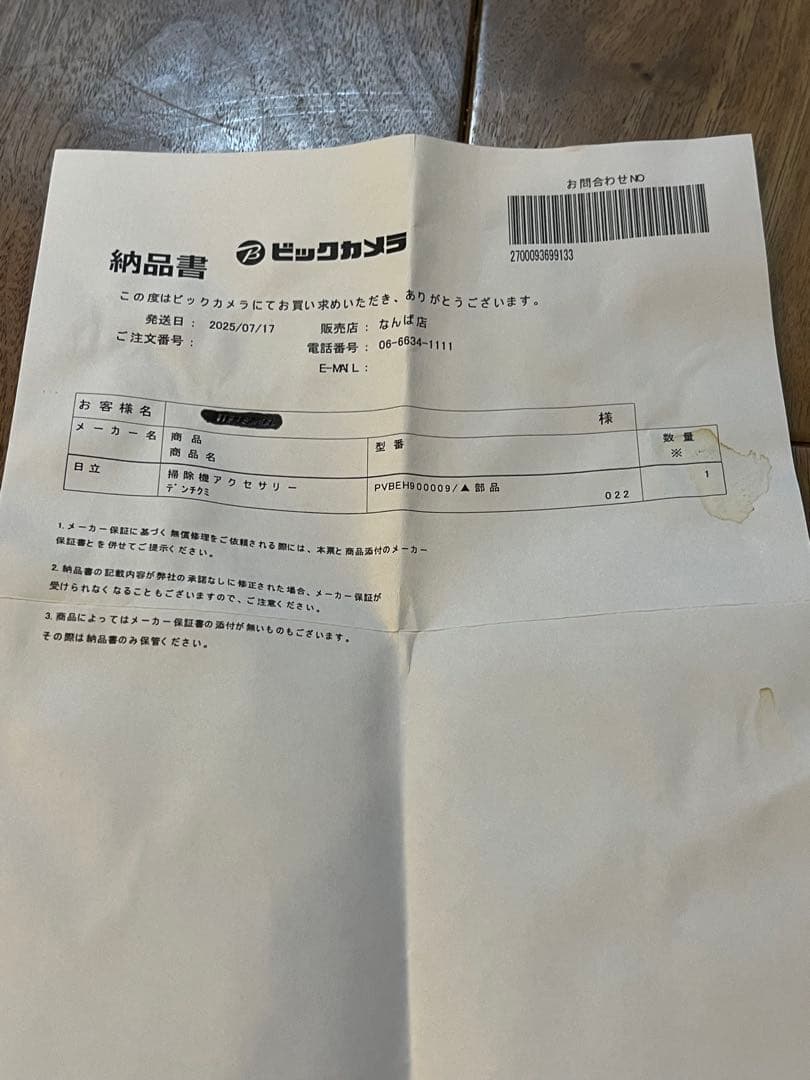 お問合わせNO
2700093699133
納品書 ビックカメラ
この度はビックカメラにてお買い求めいただき、ありがとうございます。
発送日： 2025/07/17 販売店： なんば店
ご注文番号： 電話番号： 06-6634-1111
E-MAIL：
お客様名 様
メーカー名 商品 型番 数量
商品名 ※
日立 掃除機アクセサリー PVBEH900009/▲部品 1
デンチクミ 022
1.メーカー保証に基づく無償修理をご依頼される際には、本票と商品添付のメーカー
保証書とを併せてご提示ください。
2.納品書の記載内容が弊社の承諾なしに修正された場合、メーカー保証が
受けられなくなることもございますので、ご注意ください。
3.商品によってはメーカー保証書の添付が無いものもございます。
その際は納品書のみ保管ください。